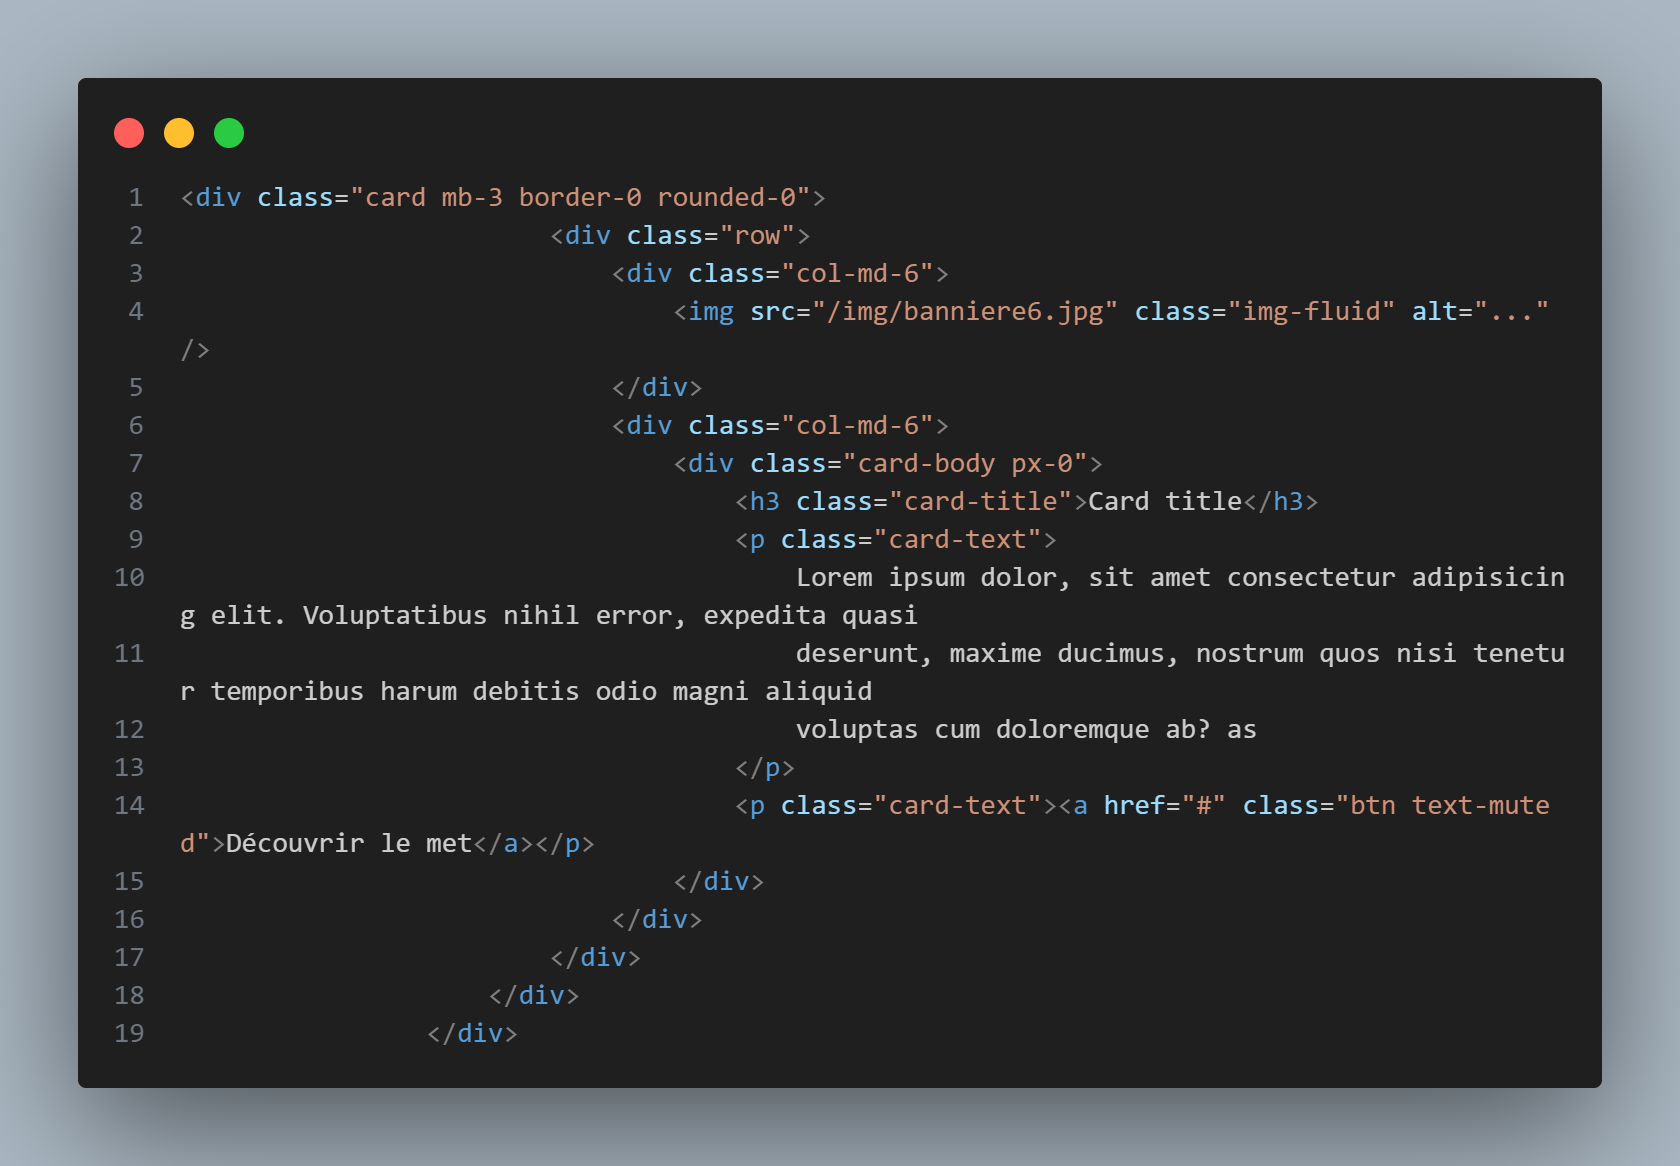 1 <div class="card mb-3 border-0 rounded-0">
2 <div class="row">
3 <div class="col-md-6">
4 <img src="/img/banniere6.jpg" class="img-fluid" alt="..."
/>
5 </div>
6 <div class="col-md-6">
7 <div class="card-body px-0">
8 <h3 class="card-title">Card title</h3>
9 <p class="card-text">
10 Lorem ipsum dolor, sit amet consectetur adipisicin
g elit. Voluptatibus nihil error, expedita quasi
11 deserunt, maxime ducimus, nostrum quos nisi tenetu
r temporibus harum debitis odio magni aliquid
12 voluptas cum doloremque ab? as
13 </p>
14 <p class="card-text"><a href="#" class="btn text-mute
d">Découvrir le met</a></p>
15 </div>
16 </div>
17 </div>
18 </div>
19 </div>